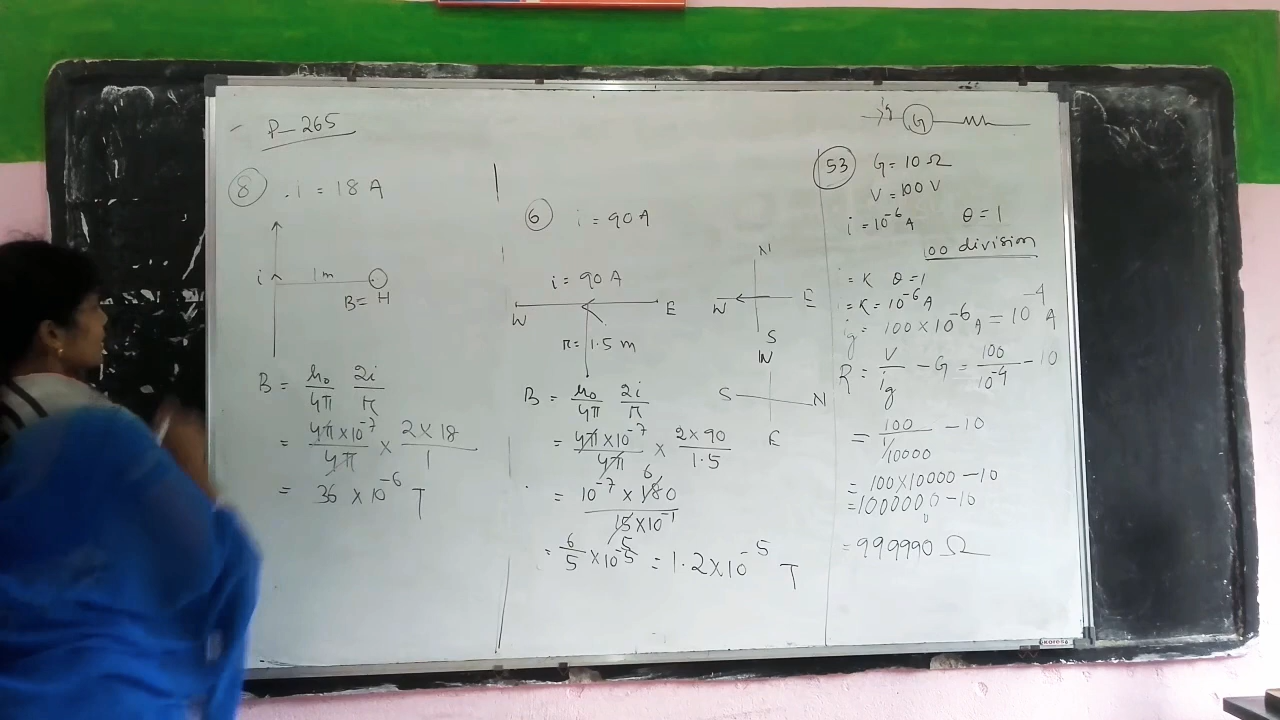 P-265
8 . i = 18 A
i 1 m
B = H
B = μ₀/4π 2i/r
= 4π×10⁻⁷/4π × 2×18/1
= 36 × 10⁻⁶ T
6 i = 90 A
i = 90 A
W E
r = 1.5 m
B = μ₀/4π 2i/r
= 4π×10⁻⁷/4π × 2×90/1.5
6
= 10⁻⁷ × 180/15×10⁻¹
5
= 6/5 × 10⁻⁵ = 1.2×10⁻⁵ T
N
W E
S
W
S N
E
ig G
53 G = 10 Ω
V = 100 V
i = 10⁻⁶ A θ = 1
100 division
i = K θ = 1
i = K = 10⁻⁶ A
ig = 100×10⁻⁶ A = 10⁻⁴ A
R = V/ig - G = 100/10⁻⁴ - 10
= 100/1/10000 - 10
= 100×10000 - 10
= 1000000 - 10
= 999990 Ω